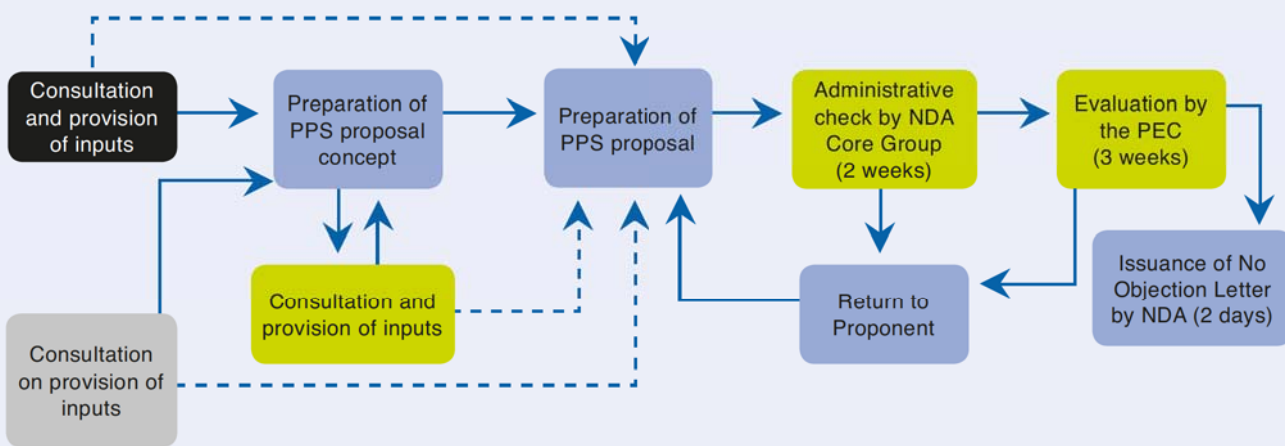 Consultation
and provision
of inputs
Preparation of
PPS proposal
concept
Preparation of
PPS proposal
Administrative
check by NDA
Core Group
(2 weeks)
Evaluation by
the PEC
(3 weeks)
Consultation and
provision of inputs
Return to
Proponent
Issuance of No
Objection Letter
by NDA (2 days)
Consultation
on provision of
inputs